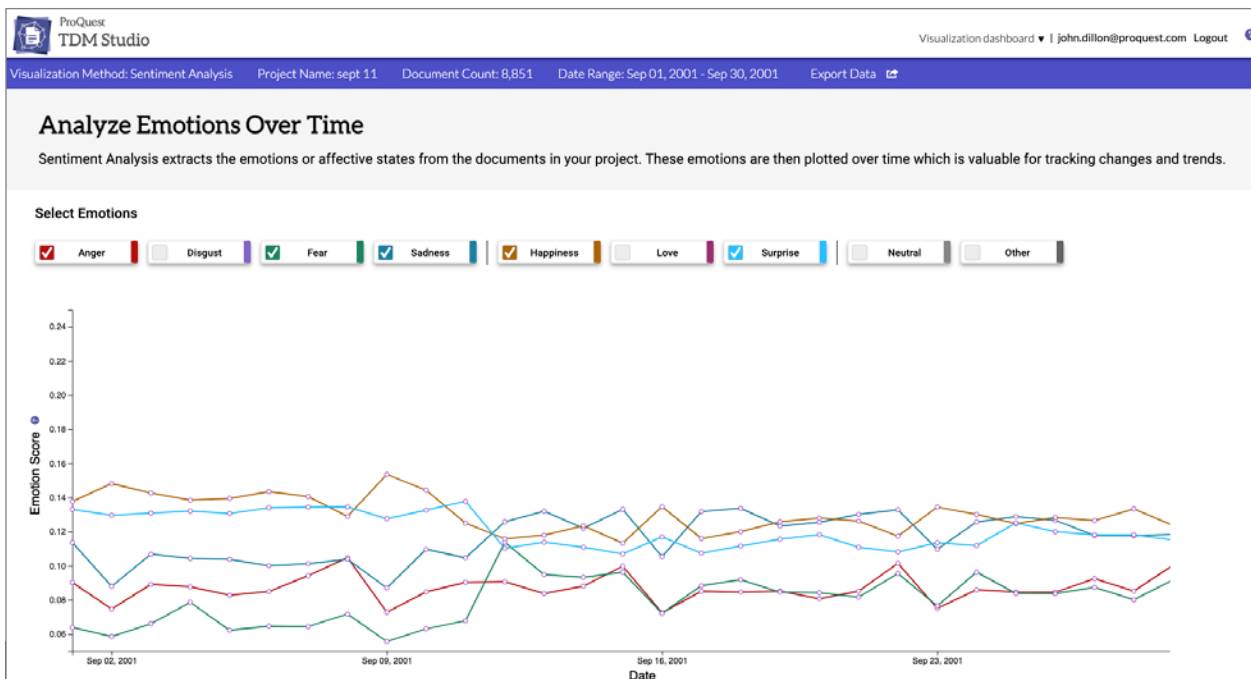 ProQuest
TDM Studio
Visualization dashboard ▼ | john.dillon@proquest.com Logout
Visualization Method: Sentiment Analysis Project Name: sept 11 Document Count: 8,851 Date Range: Sep 01, 2001 - Sep 30, 2001 Export Data
Analyze Emotions Over Time
Sentiment Analysis extracts the emotions or affective states from the documents in your project. These emotions are then plotted over time which is valuable for tracking changes and trends.
Select Emotions
Anger Disgust Fear Sadness Happiness Love Surprise Neutral Other
Emotion Score
0.24
0.22
0.20
0.18
0.16
0.14
0.12
0.10
0.08
0.06
Sep 02, 2001 Sep 09, 2001 Sep 16, 2001 Sep 23, 2001
Date